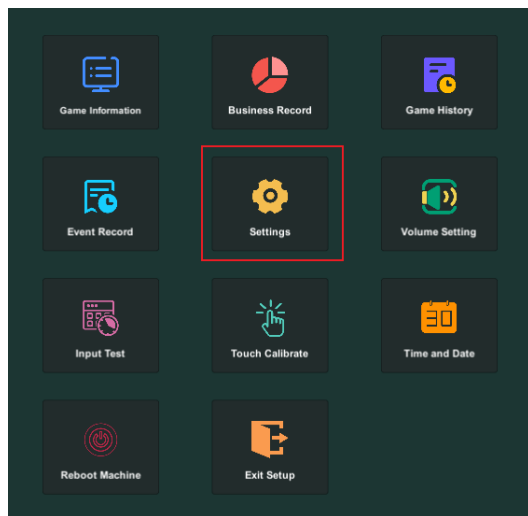 Game Information
Business Record
Game History
Event Record
Settings
Volume Setting
Input Test
Touch Calibrate
30
Time and Date
Reboot Machine
Exit Setup